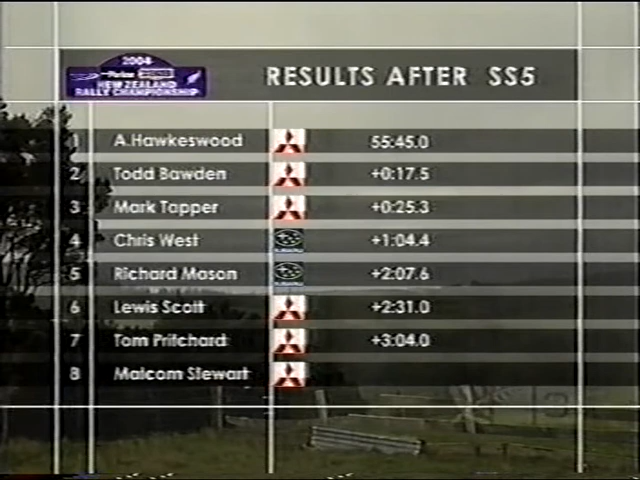 2004
NEW ZEALAND
RALLY CHAMPIONSHIP
RESULTS AFTER SS5
1 A.Hawkeswood 55:45.0
2 Todd Bawden +0:17.5
3 Mark Tapper +0:25.3
4 Chris West SUBARU +1:04.4
5 Richard Mason SUBARU +2:07.6
6 Lewis Scott +2:31.0
7 Tom Pritchard +3:04.0
8 Malcom Stewart